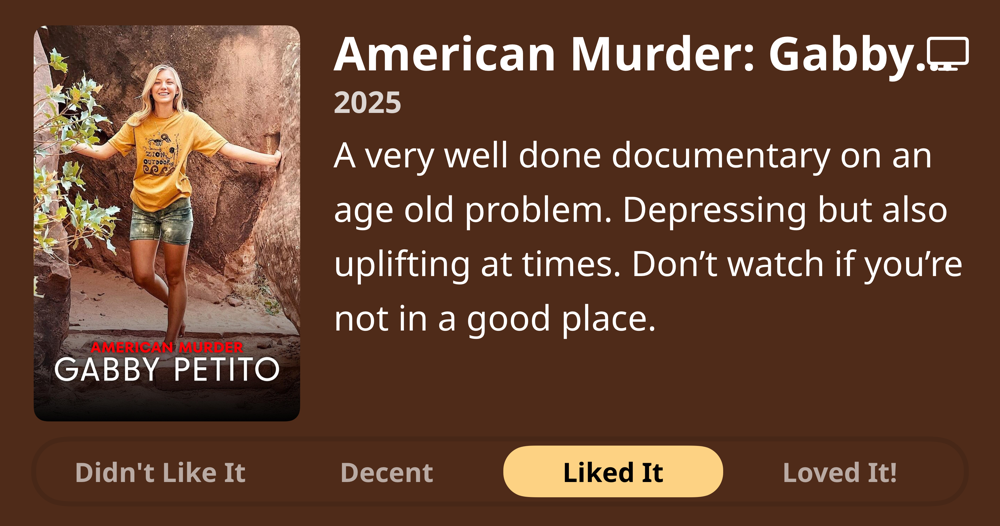 American Murder: Gabby...
2025
A very well done documentary on an
age old problem. Depressing but also
uplifting at times. Don’t watch if you’re
not in a good place.
AMERICAN MURDER
GABBY PETITO
Didn't Like It
Decent
Liked It
Loved It!